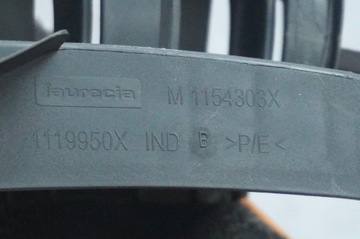 faurecia M 1154303X
1119950X IND B >P/E<